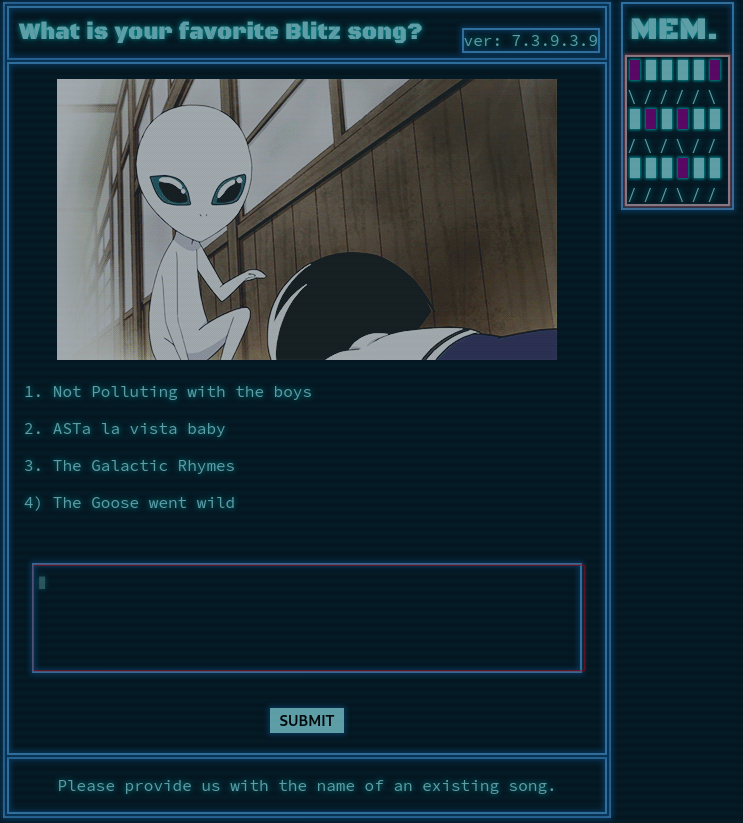 What is your favorite Blitz song?
ver: 7.3.9.3.9
MEM.
\ / / / / \
/ \ / \ / /
/ / / \ / /
1. Not Polluting with the boys
2. ASTa la vista baby
3. The Galactic Rhymes
4) The Goose went wild
SUBMIT
Please provide us with the name of an existing song.